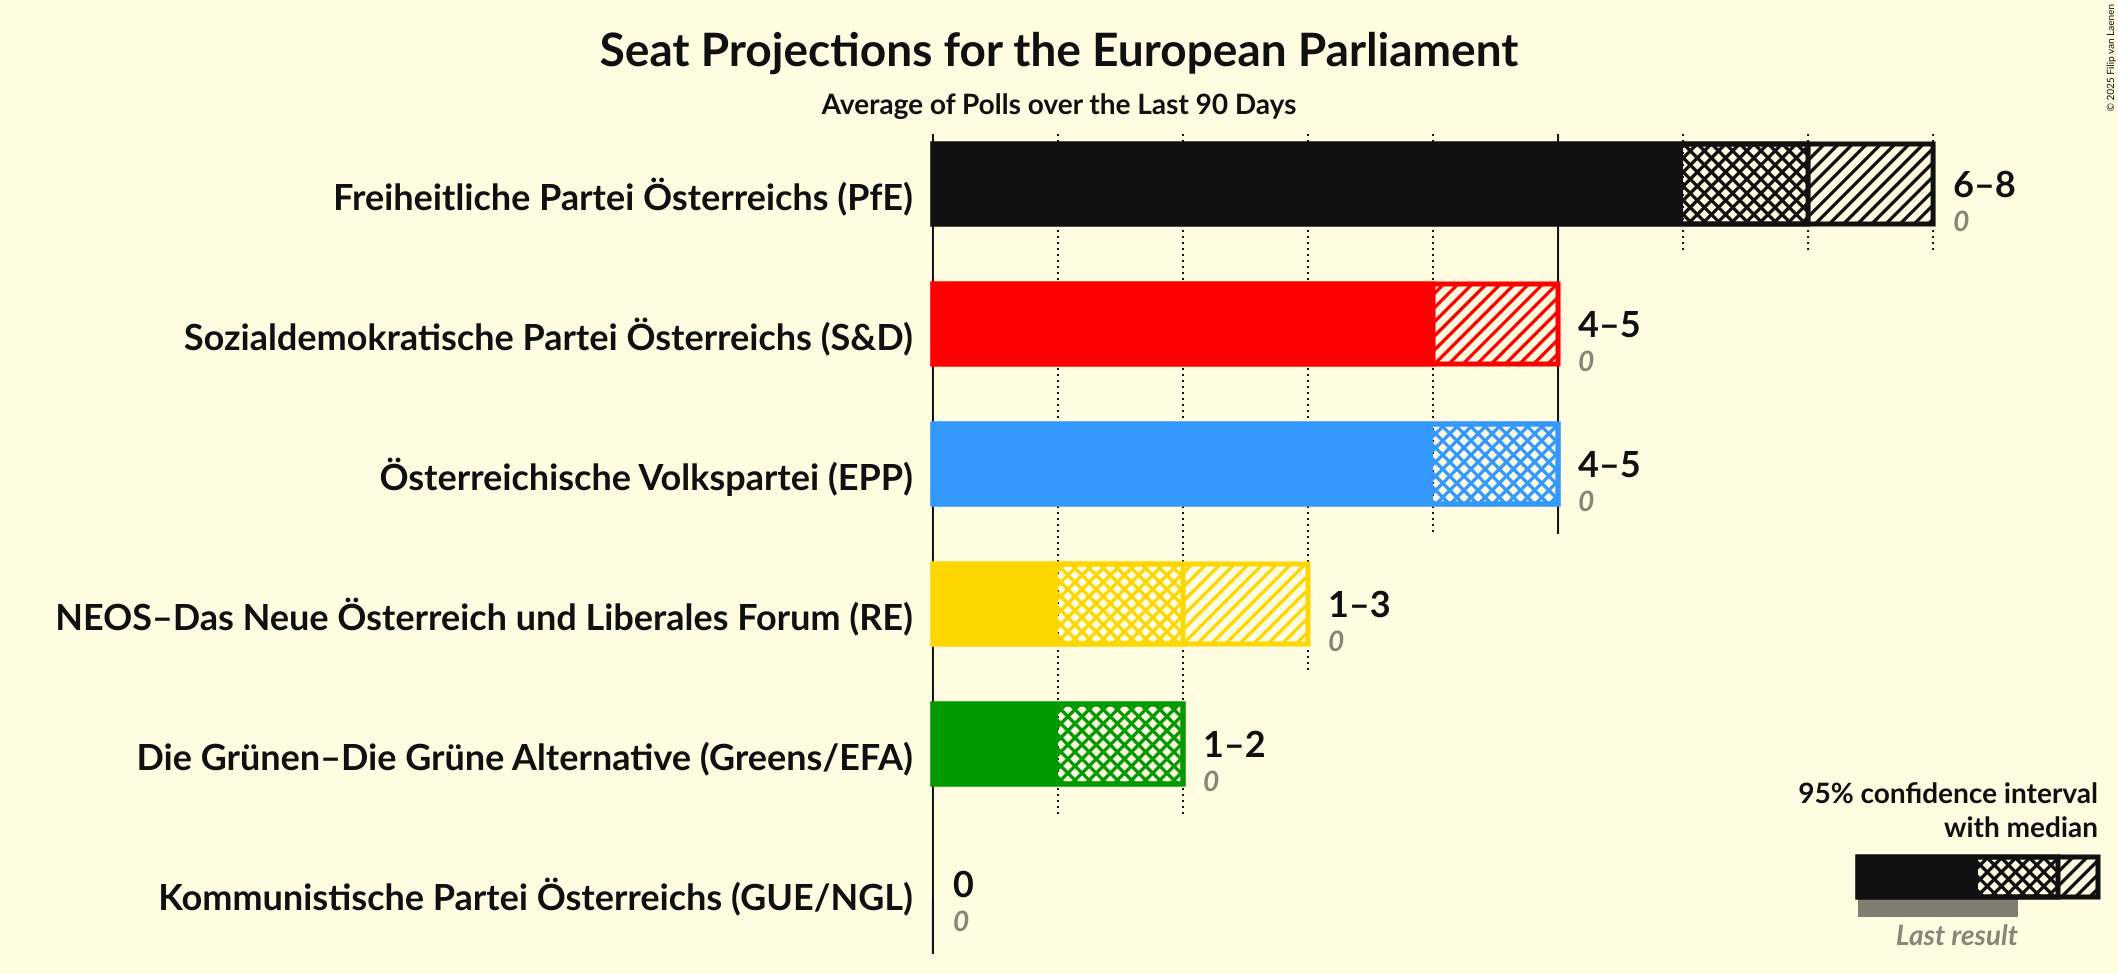 Seat Projections for the European Parliament
Average of Polls over the Last 90 Days
© 2025 Filip van Laenen
Freiheitliche Partei Österreichs (PfE)
6–8
0
Sozialdemokratische Partei Österreichs (S&D)
4–5
0
Österreichische Volkspartei (EPP)
4–5
0
NEOS–Das Neue Österreich und Liberales Forum (RE)
1–3
0
Die Grünen–Die Grüne Alternative (Greens/EFA)
1–2
0
Kommunistische Partei Österreichs (GUE/NGL)
0
0
95% confidence interval
with median
Last result